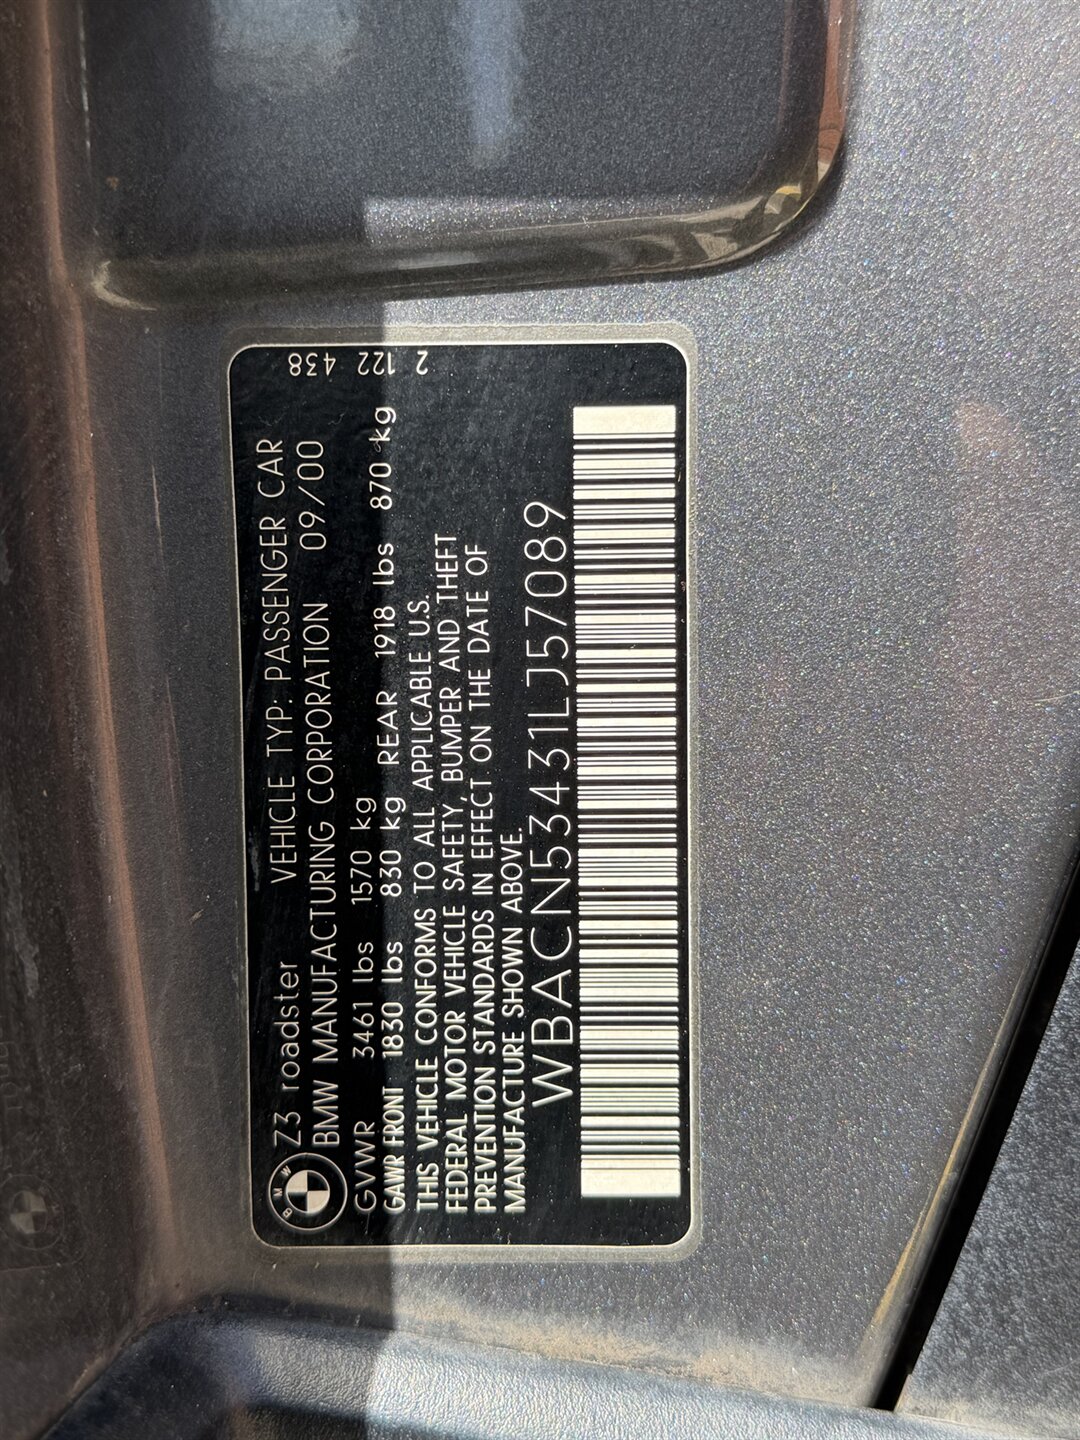 BMW Z3 roadster VEHICLE TYP: PASSENGER CAR
BMW MANUFACTURING CORPORATION 09/00
GVWR 3461 lbs 1570 kg
GAWR FRONT 1830 lbs 830 kg REAR 1918 lbs 870 kg
THIS VEHICLE CONFORMS TO ALL APPLICABLE U.S.
FEDERAL MOTOR VEHICLE SAFETY, BUMPER AND THEFT
PREVENTION STANDARDS IN EFFECT ON THE DATE OF
MANUFACTURE SHOWN ABOVE.
WBACN53431LJ57089
2 122 438